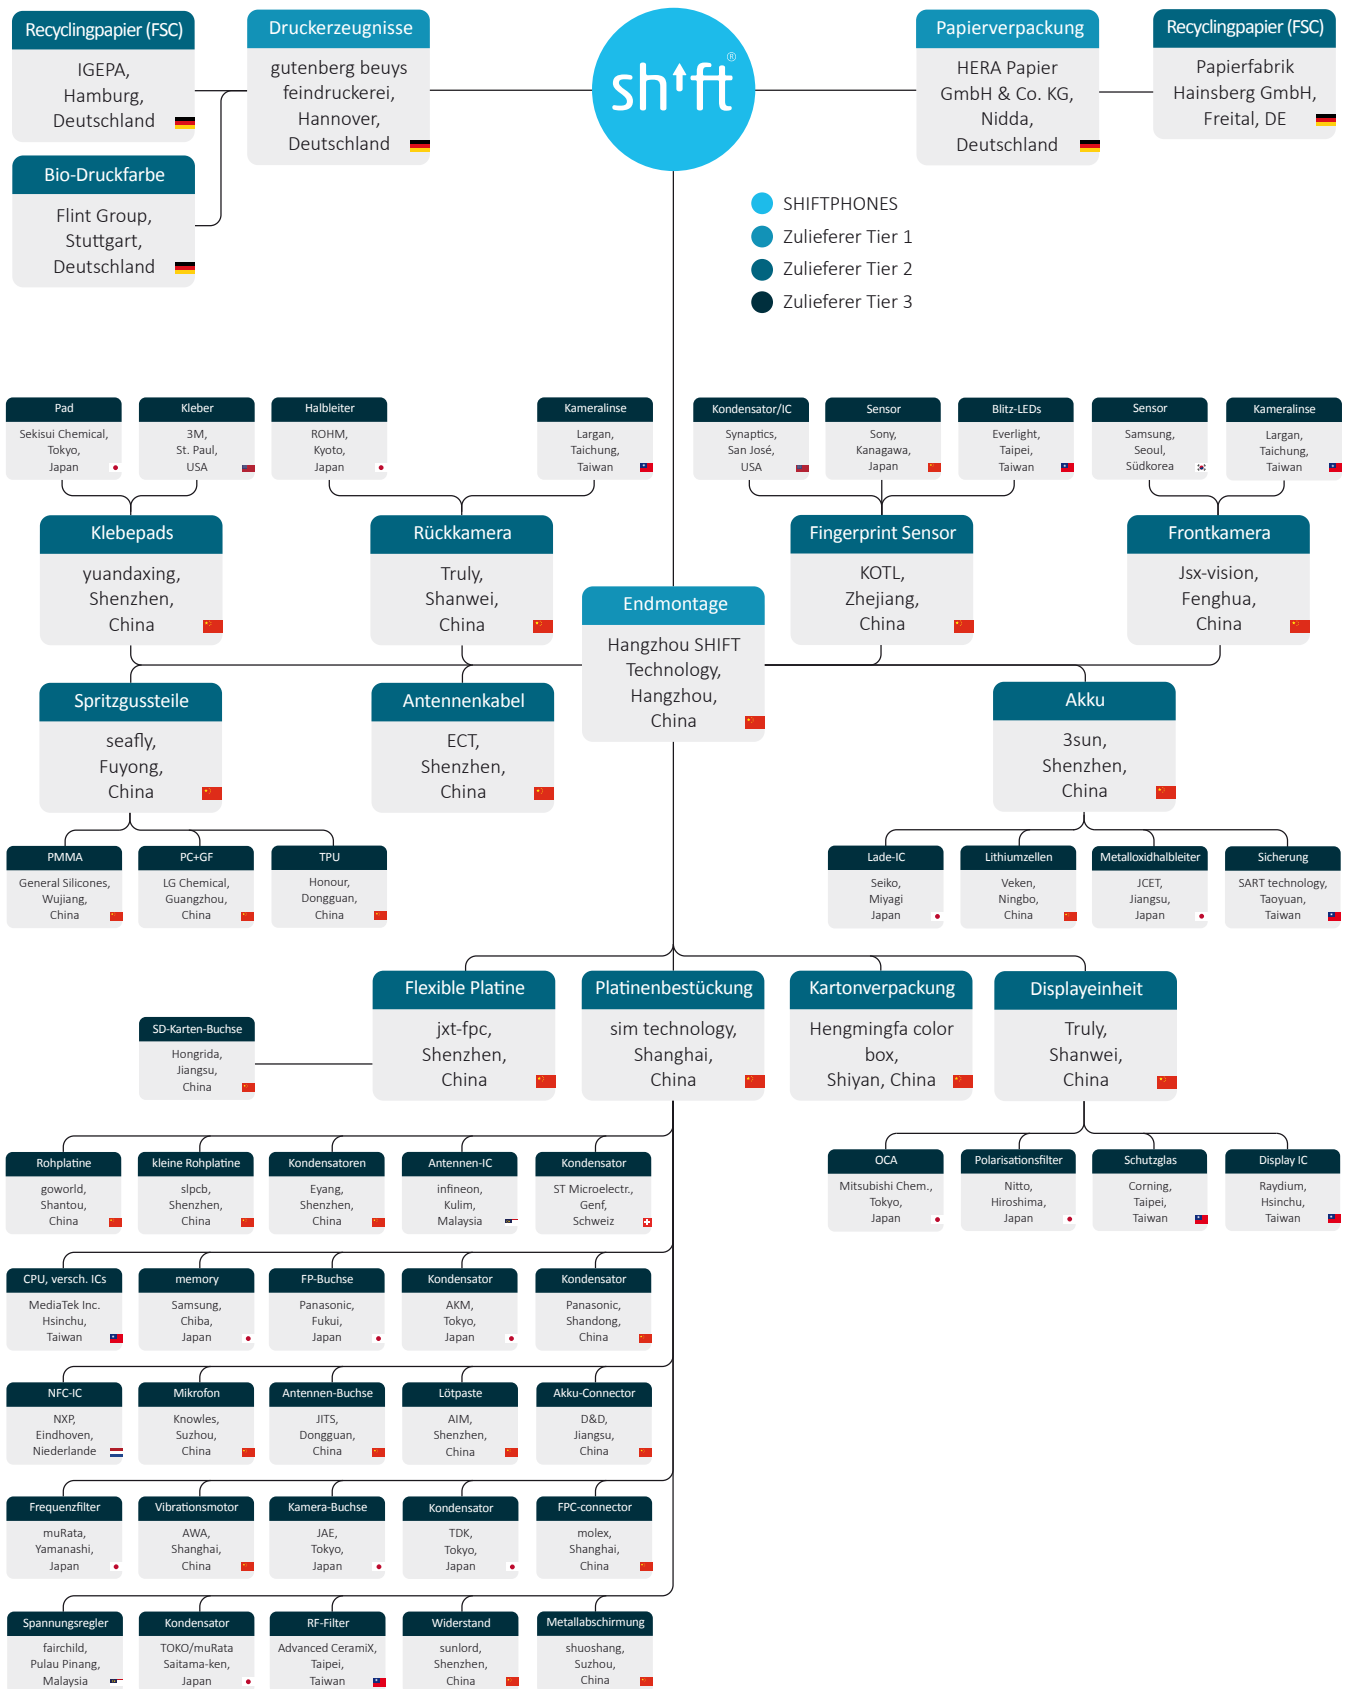 Recyclingpapier (FSC)
IGEPA,
Hamburg,
Deutschland
Druckerzeugnisse
gutenberg beuys
feindruckerei,
Hannover,
Deutschland
sh↑ft®
Papierverpackung
HERA Papier
GmbH & Co. KG,
Nidda,
Deutschland
Recyclingpapier (FSC)
Papierfabrik
Hainsberg GmbH,
Freital, DE
Bio-Druckfarbe
Flint Group,
Stuttgart,
Deutschland
SHIFTPHONES
Zulieferer Tier 1
Zulieferer Tier 2
Zulieferer Tier 3
Pad
Sekisui Chemical,
Tokyo,
Japan
Kleber
3M,
St. Paul,
USA
Halbleiter
ROHM,
Kyoto,
Japan
Kameralinse
Largan,
Taichung,
Taiwan
Kondensator/IC
Synaptics,
San José,
USA
Sensor
Sony,
Kanagawa,
Japan
Blitz-LEDs
Everlight,
Taipei,
Taiwan
Sensor
Samsung,
Seoul,
Südkorea
Kameralinse
Largan,
Taichung,
Taiwan
Klebepads
yuandaxing,
Shenzhen,
China
Rückkamera
Truly,
Shanwei,
China
Fingerprint Sensor
KOTL,
Zhejiang,
China
Frontkamera
Jsx-vision,
Fenghua,
China
Endmontage
Hangzhou SHIFT
Technology,
Hangzhou,
China
Spritzgussteile
seafly,
Fuyong,
China
Antennenkabel
ECT,
Shenzhen,
China
Akku
3sun,
Shenzhen,
China
PMMA
General Silicones,
Wujiang,
China
PC+GF
LG Chemical,
Guangzhou,
China
TPU
Honour,
Dongguan,
China
Lade-IC
Seiko,
Miyagi
Japan
Lithiumzellen
Veken,
Ningbo,
China
Metalloxidhalbleiter
JCET,
Jiangsu,
Japan
Sicherung
SART technology,
Taoyuan,
Taiwan
Flexible Platine
jxt-fpc,
Shenzhen,
China
Platinenbestückung
sim technology,
Shanghai,
China
Kartonverpackung
Hengmingfa color
box,
Shiyan, China
Displayeinheit
Truly,
Shanwei,
China
SD-Karten-Buchse
Hongrida,
Jiangsu,
China
Rohplatine
goworld,
Shantou,
China
kleine Rohplatine
slpcb,
Shenzhen,
China
Kondensatoren
Eyang,
Shenzhen,
China
Antennen-IC
infineon,
Kulim,
Malaysia
Kondensator
ST Microelectr.,
Genf,
Schweiz
OCA
Mitsubishi Chem.,
Tokyo,
Japan
Polarisationsfilter
Nitto,
Hiroshima,
Japan
Schutzglas
Corning,
Taipei,
Taiwan
Display IC
Raydium,
Hsinchu,
Taiwan
CPU, versch. ICs
MediaTek Inc.
Hsinchu,
Taiwan
memory
Samsung,
Chiba,
Japan
FP-Buchse
Panasonic,
Fukui,
Japan
Kondensator
AKM,
Tokyo,
Japan
Kondensator
Panasonic,
Shandong,
China
NFC-IC
NXP,
Eindhoven,
Niederlande
Mikrofon
Knowles,
Suzhou,
China
Antennen-Buchse
JITS,
Dongguan,
China
Lötpaste
AIM,
Shenzhen,
China
Akku-Connector
D&D,
Jiangsu,
China
Frequenzfilter
muRata,
Yamanashi,
Japan
Vibrationsmotor
AWA,
Shanghai,
China
Kamera-Buchse
JAE,
Tokyo,
Japan
Kondensator
TDK,
Tokyo,
Japan
FPC-connector
molex,
Shanghai,
China
Spannungsregler
fairchild,
Pulau Pinang,
Malaysia
Kondensator
TOKO/muRata
Saitama-ken,
Japan
RF-Filter
Advanced CeramiX,
Taipei,
Taiwan
Widerstand
sunlord,
Shenzhen,
China
Metallabschirmung
shuoshang,
Suzhou,
China